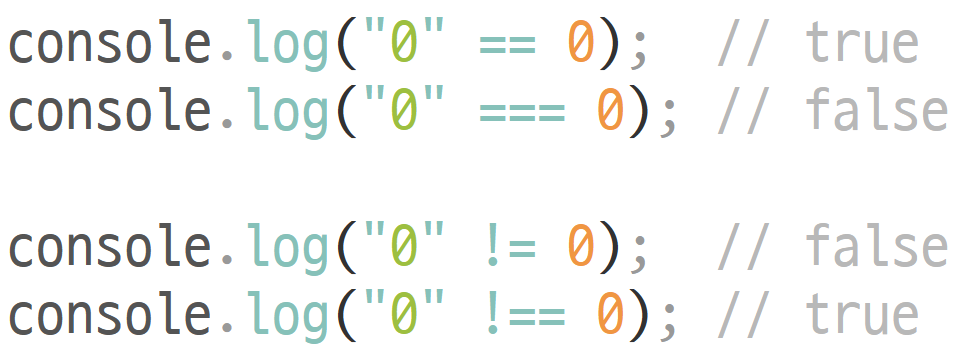 console.log("0" == 0);  // true
console.log("0" === 0); // false
console.log("0" != 0);  // false
console.log("0" !== 0); // true